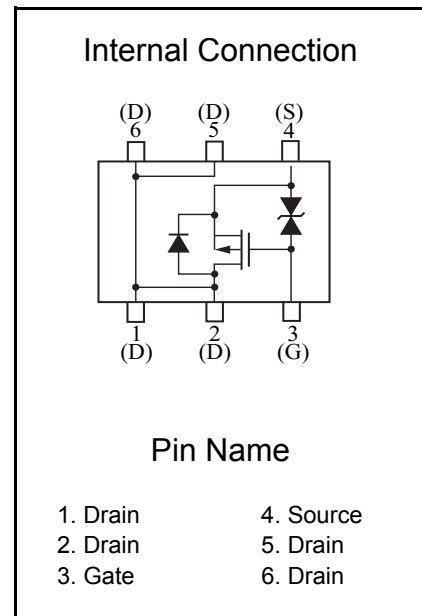 Internal Connection
(D) (D) (S)
6 5 4
1 2 3
(D) (D) (G)
Pin Name
1. Drain 4. Source
2. Drain 5. Drain
3. Gate 6. Drain